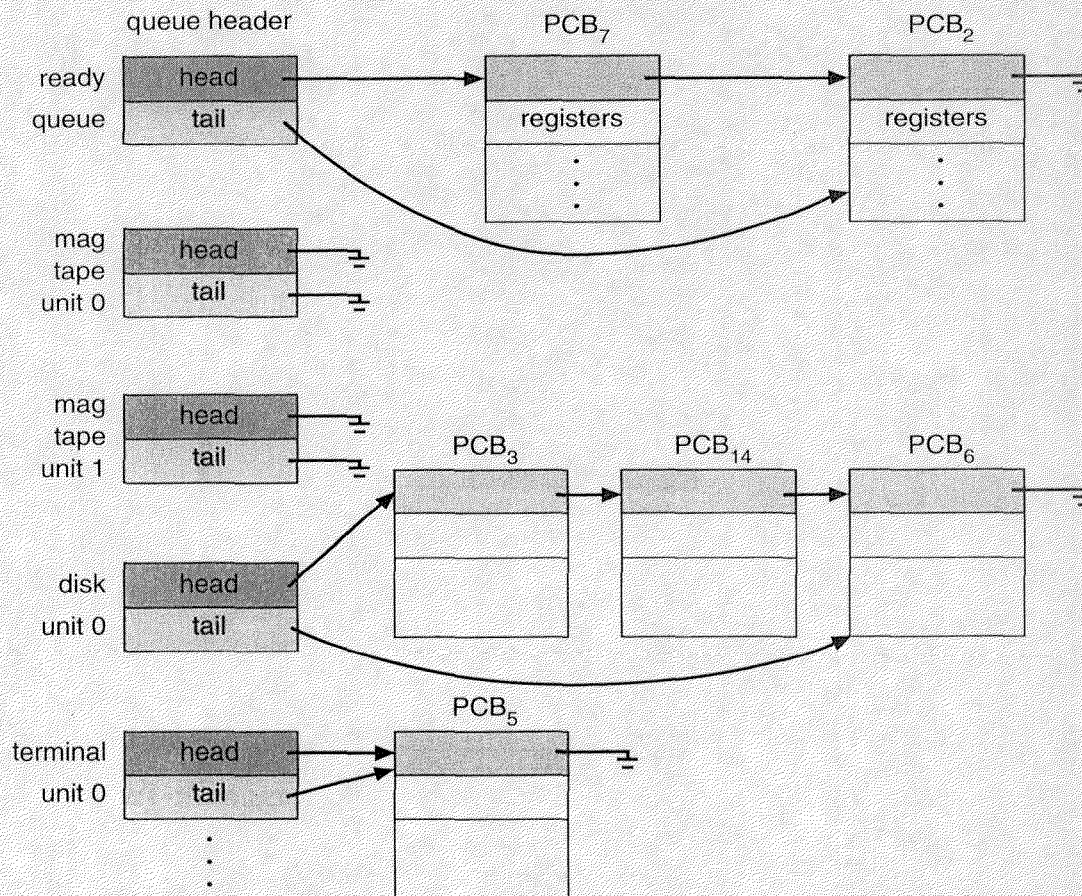 queue header
PCB7
PCB2
ready
queue
head
tail
registers
registers
mag
tape
unit 0
head
tail
mag
tape
unit 1
head
tail
PCB3
PCB14
PCB6
disk
unit 0
head
tail
PCB5
terminal
unit 0
head
tail